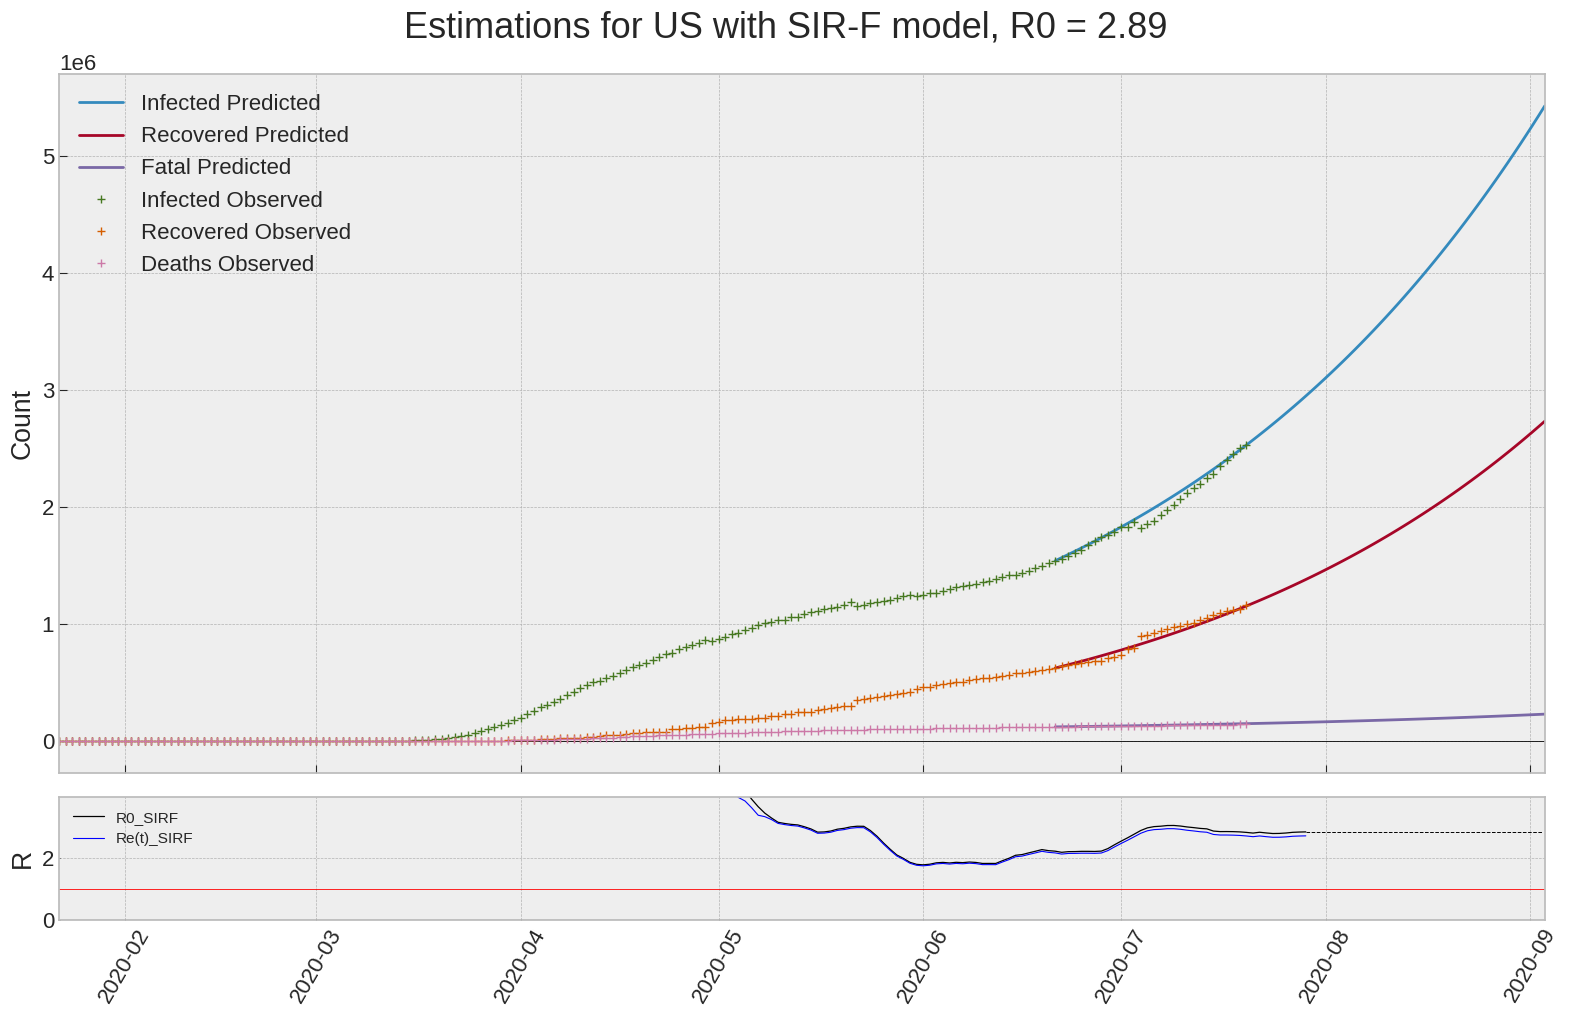 Estimations for US with SIR-F model, R0 = 2.89
1e6
Infected Predicted
Recovered Predicted
Fatal Predicted
Infected Observed
Recovered Observed
Deaths Observed
5
4
3
2
1
0
Count
R0_SIRF
Re(t)_SIRF
2
0
R
2020-02
2020-03
2020-04
2020-05
2020-06
2020-07
2020-08
2020-09